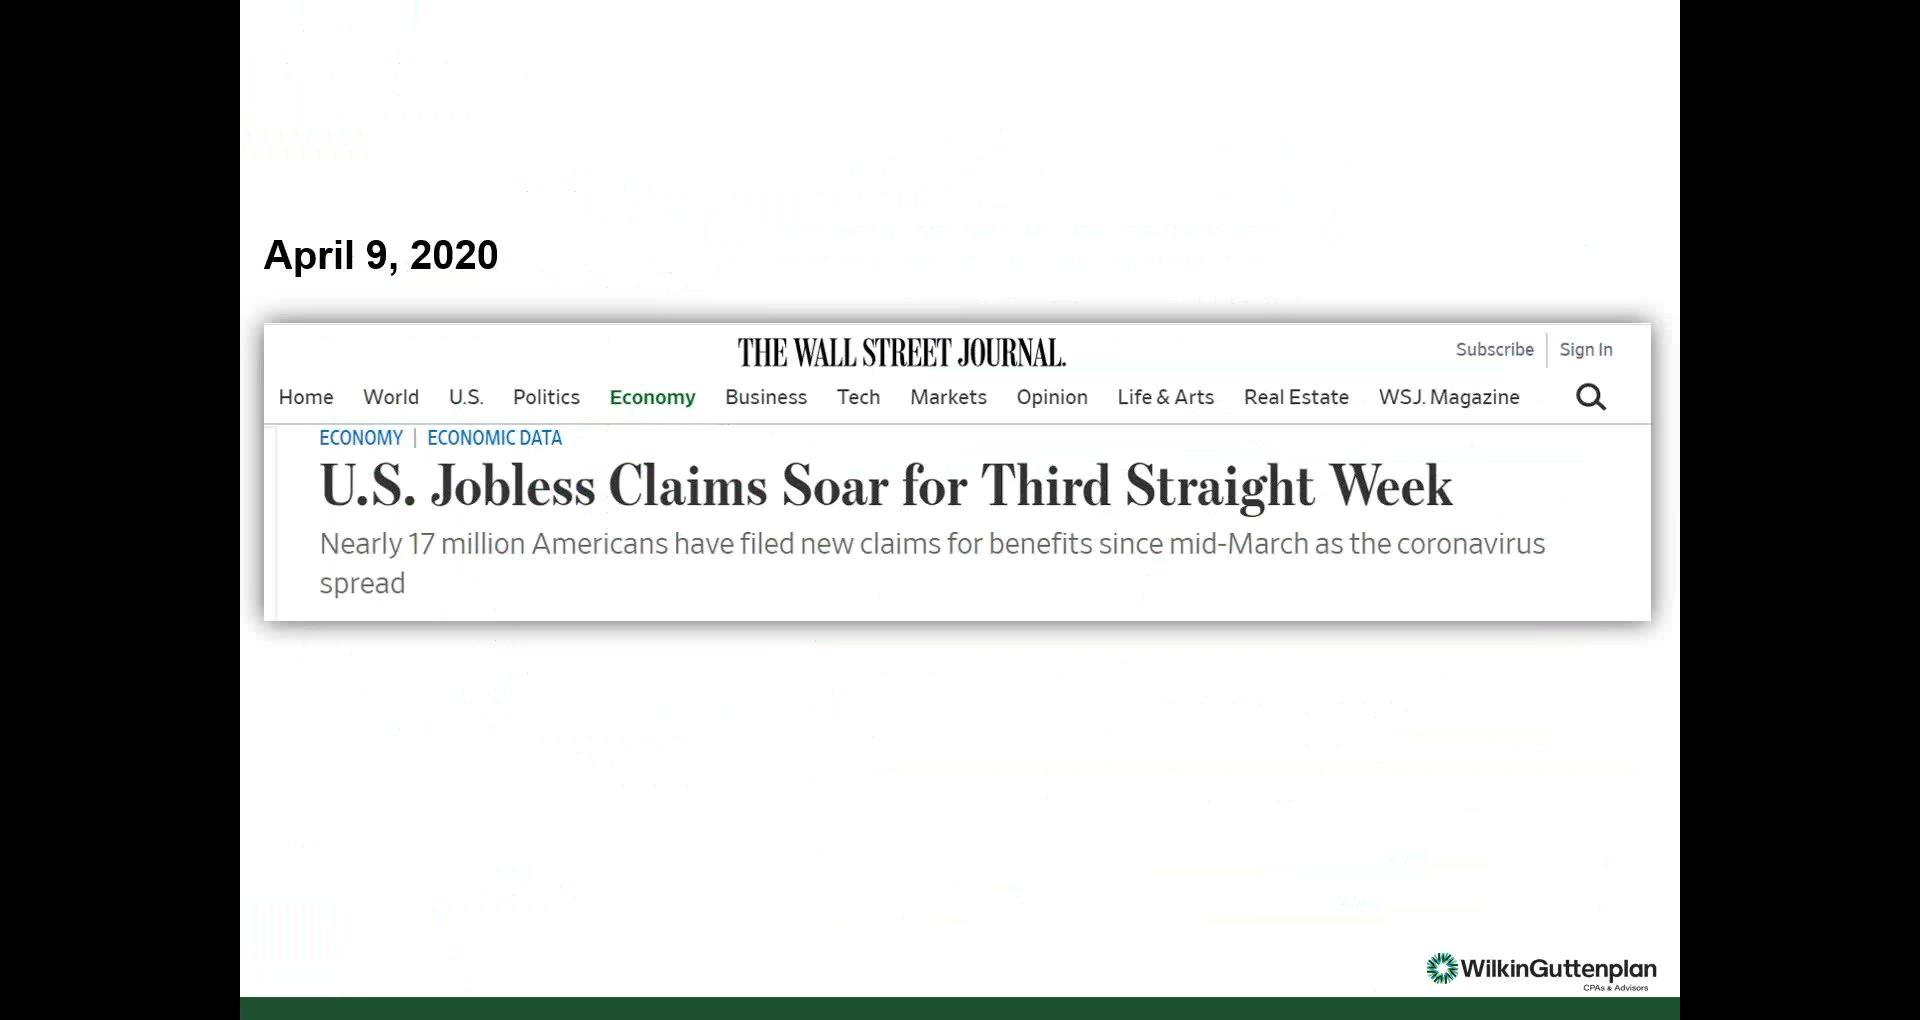 April 9, 2020
THE WALL STREET JOURNAL.
Subscribe Sign In
Home World U.S. Politics Economy Business Tech Markets Opinion Life & Arts Real Estate WSJ. Magazine
ECONOMY | ECONOMIC DATA
U.S. Jobless Claims Soar for Third Straight Week
Nearly 17 million Americans have filed new claims for benefits since mid-March as the coronavirus
spread
WilkinGuttenplan
CPAs & Advisors